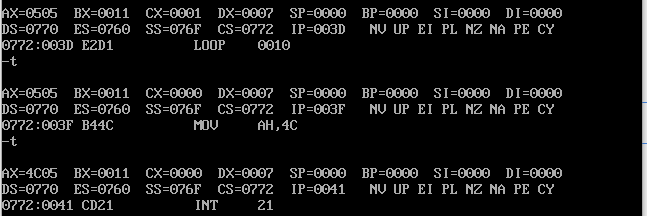 AX=0505 BX=0011 CX=0001 DX=0007 SP=0000 BP=0000 SI=0000 DI=0000
DS=0770 ES=0760 SS=076F CS=0772 IP=003D NV UP EI PL NZ NA PE CY
0772:003D E2D1 LOOP 0010
-t
AX=0505 BX=0011 CX=0000 DX=0007 SP=0000 BP=0000 SI=0000 DI=0000
DS=0770 ES=0760 SS=076F CS=0772 IP=003F NV UP EI PL NZ NA PE CY
0772:003F B44C MOV AH,4C
-t
AX=4C05 BX=0011 CX=0000 DX=0007 SP=0000 BP=0000 SI=0000 DI=0000
DS=0770 ES=0760 SS=076F CS=0772 IP=0041 NV UP EI PL NZ NA PE CY
0772:0041 CD21 INT 21